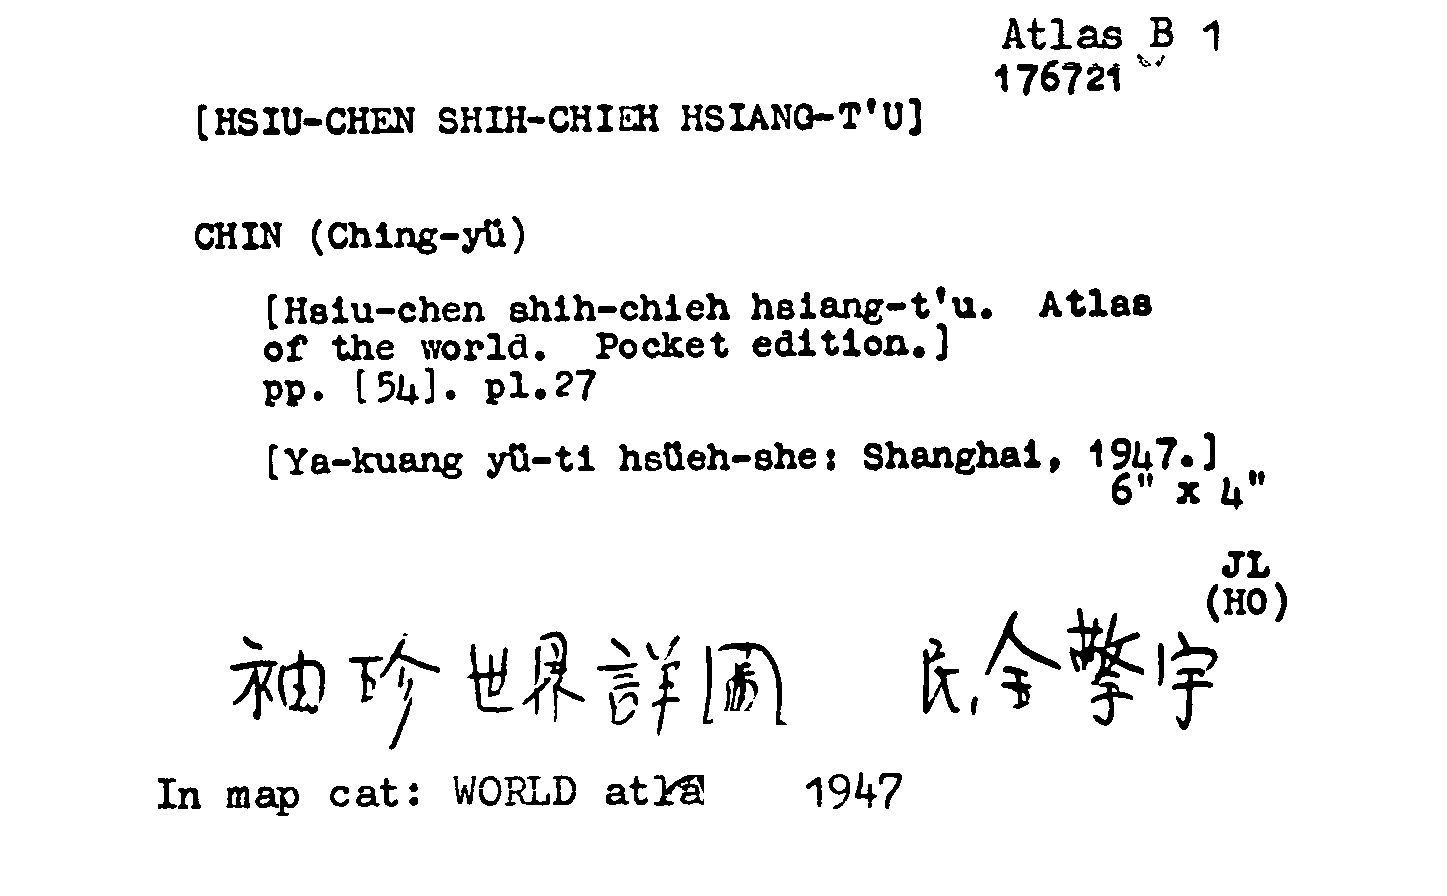 Atlas B 1
176721
[HSIU-CHEN SHIH-CHIEH HSIANG-T'U]
CHIN (Ching-yü)
[Hsiu-chen shih-chieh hsiang-t'u. Atlas
of the world. Pocket edition.]
pp. [54]. pl.27
[Ya-kuang yü-ti hsüeh-she: Shanghai, 1947.]
6" x 4"
JL
(HO)
袖珍世界詳圖 金擎宇
In map cat: WORLD atla 1947